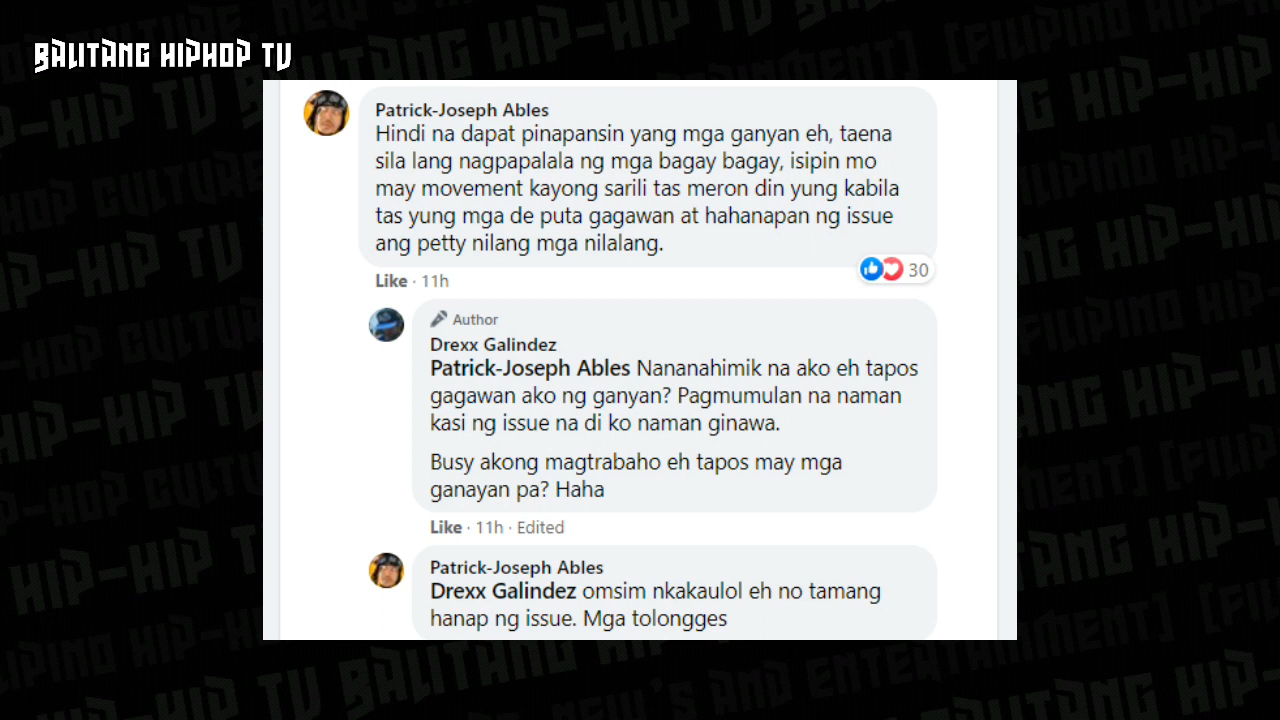 BALITANG HIPHOP TV
Patrick-Joseph Ables
Hindi na dapat pinapansin yang mga ganyan eh, taena
sila lang nagpapalala ng mga bagay bagay, isipin mo
may movement kayong sarili tas meron din yung kabila
tas yung mga de puta gagawan at hahanapan ng issue
ang petty nilang mga nilalang.
30
Like · 11h
Author
Drexx Galindez
Patrick-Joseph Ables Nananahimik na ako eh tapos
gagawan ako ng ganyan? Pagmumulan na naman
kasi ng issue na di ko naman ginawa.
Busy akong magtrabaho eh tapos may mga
ganayan pa? Haha
Like · 11h · Edited
Patrick-Joseph Ables
Drexx Galindez omsim nkakaulol eh no tamang
hanap ng issue. Mga tolongges